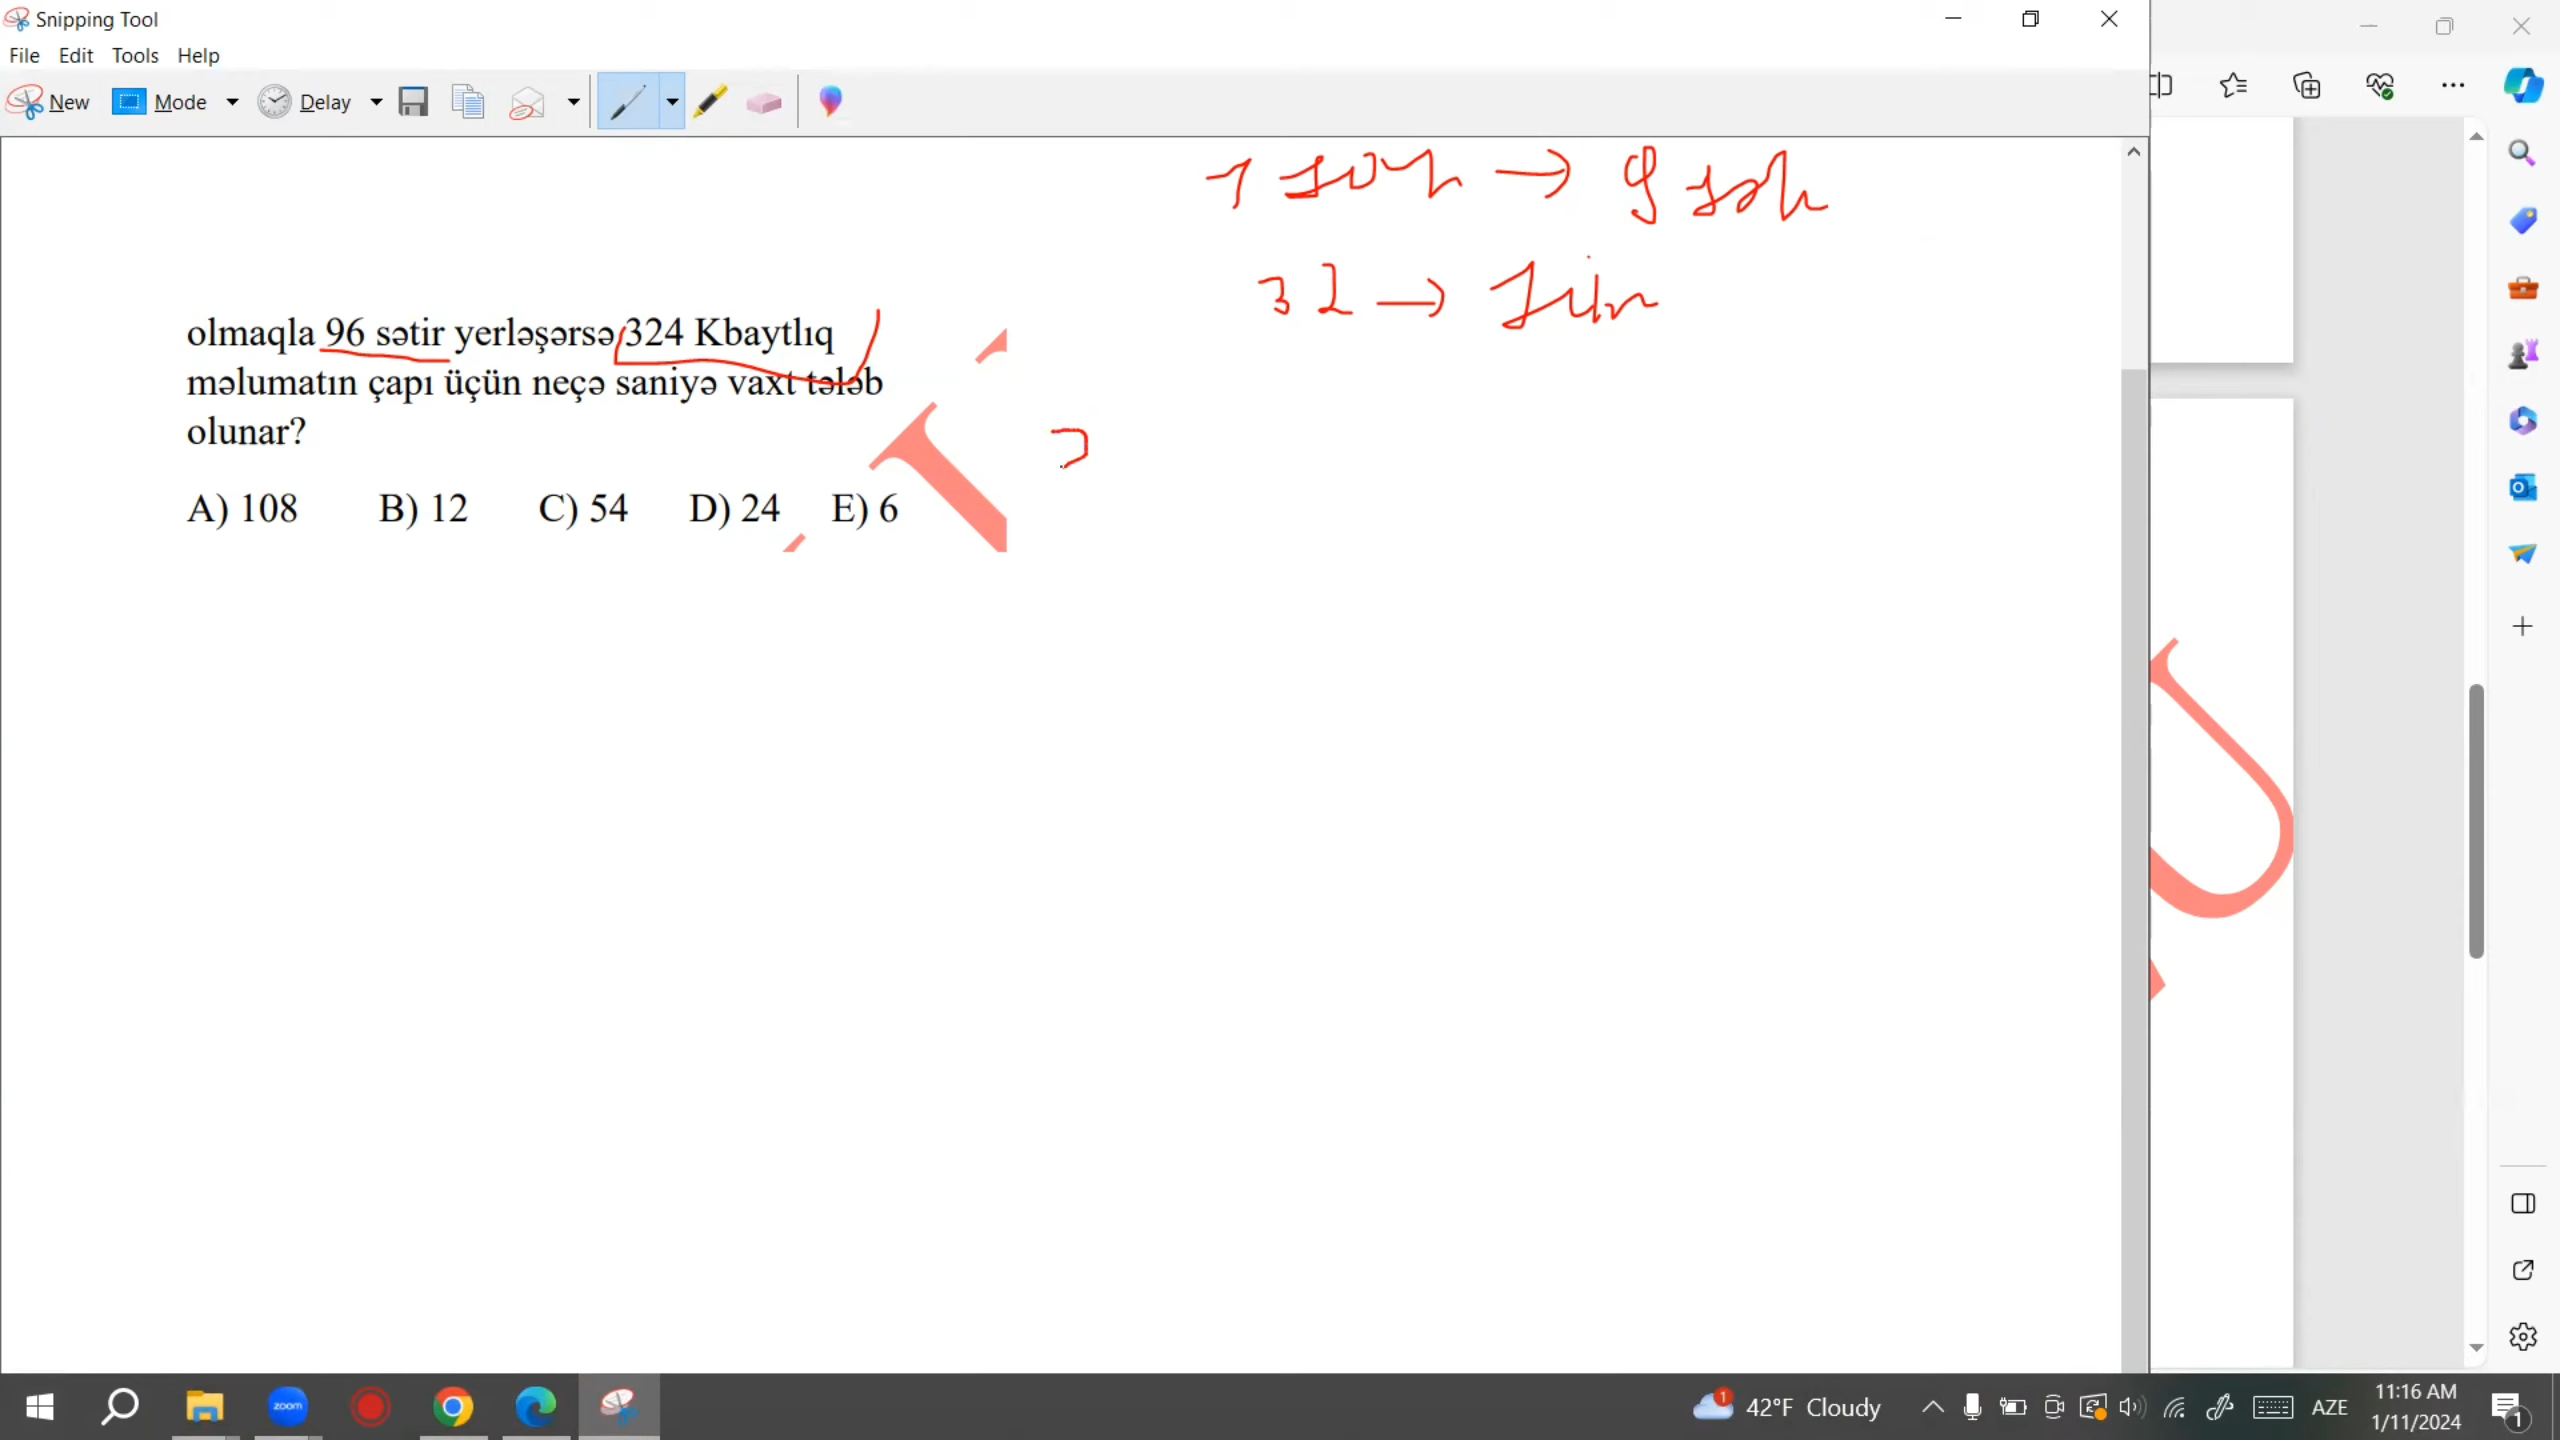 Snipping Tool
File Edit Tools Help
New Mode Delay
olmaqla 96 sətir yerləşərsə 324 Kbaytlıq
məlumatın çapı üçün neçə saniyə vaxt tələb
olunar?
A) 108 B) 12 C) 54 D) 24 E) 6
32 →
42°F Cloudy
AZE
11:16 AM
1/11/2024
zoom
1
1